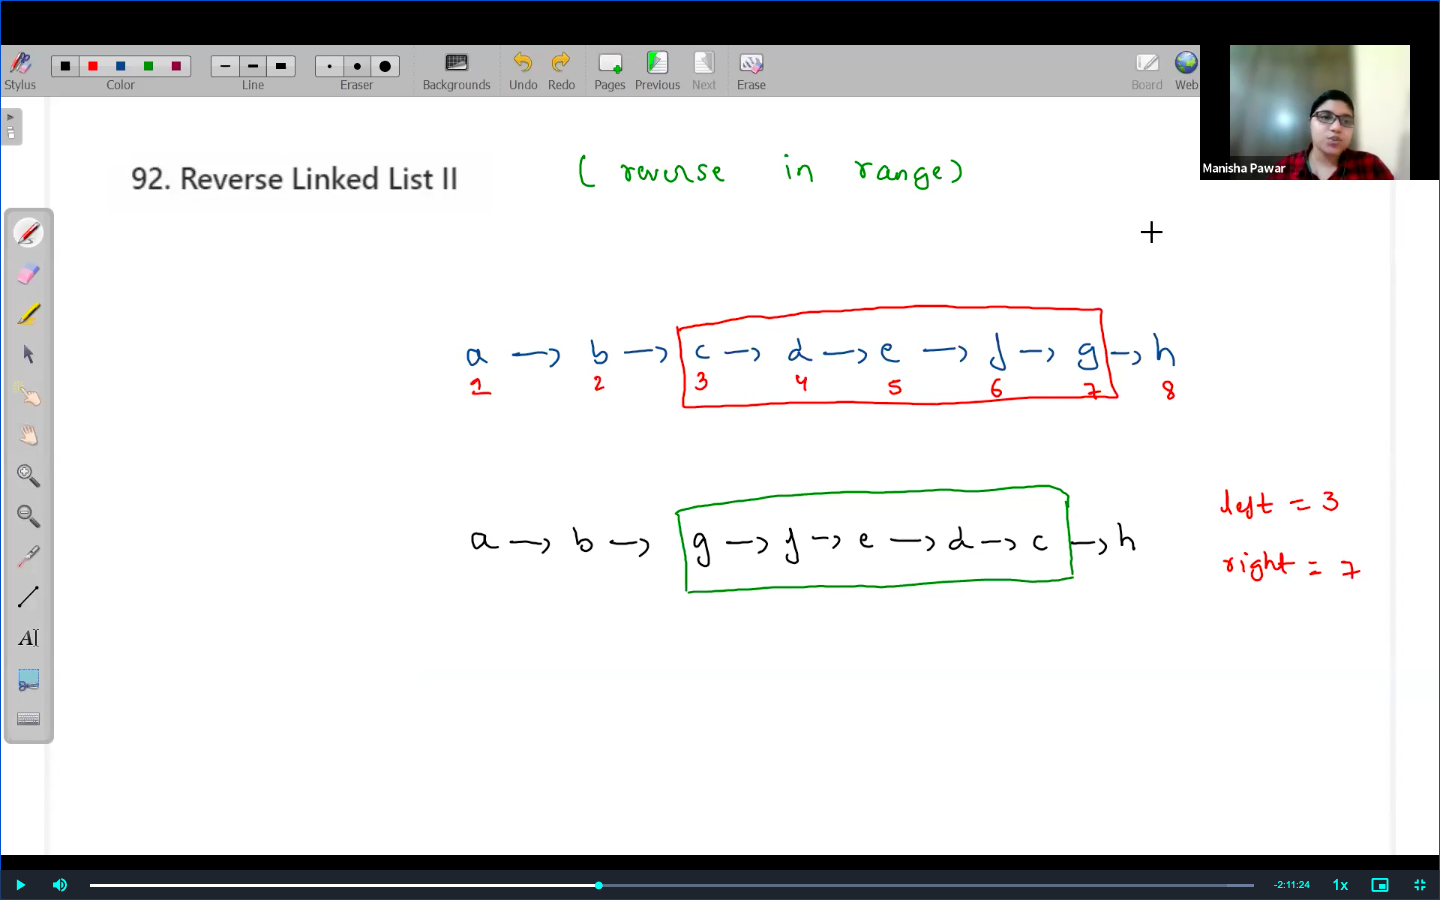 Stylus
Color
Line
Eraser
Backgrounds
Undo
Redo
Pages
Previous
Next
Erase
Board
Web
Manisha Pawar
92. Reverse Linked List II
(reverse in range)
a → b → c → d → e → f → g → h
1 2 3 4 5 6 7 8
left = 3
a → b → g → f → e → d → c → h
right = 7
AI
-2:11:24
1x